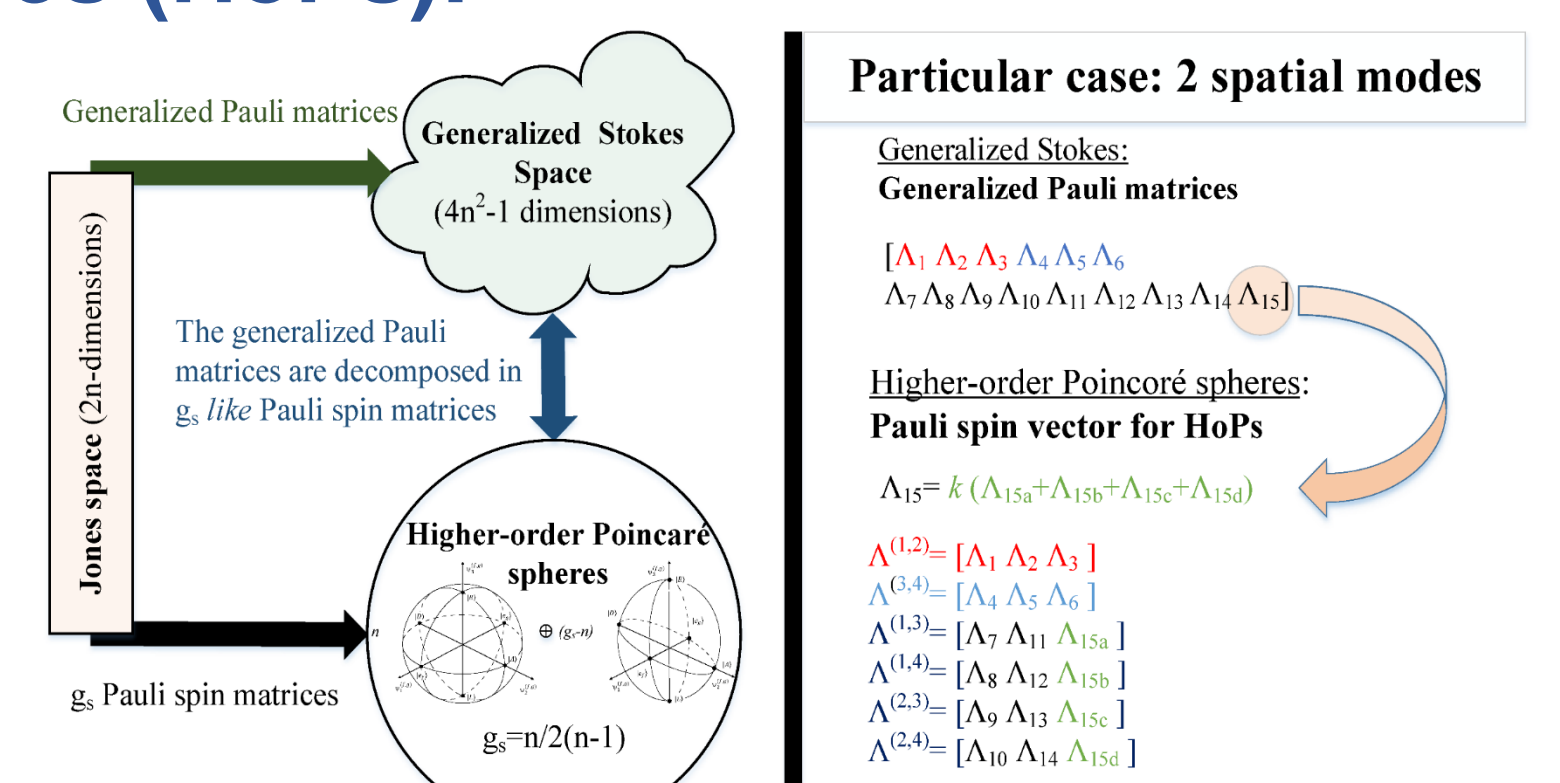 (HoPs).
Generalized Pauli matrices
Generalized Stokes
Space
(4n²-1 dimensions)
Jones space (2n-dimensions)
The generalized Pauli
matrices are decomposed in
gₛ like Pauli spin matrices
Higher-order Poincaré
spheres
n
⊕ (gₛ-n)
gₛ=n/2(n-1)
gₛ Pauli spin matrices
Particular case: 2 spatial modes
Generalized Stokes:
Generalized Pauli matrices
[Λ₁ Λ₂ Λ₃ Λ₄ Λ₅ Λ₆
Λ₇ Λ₈ Λ₉ Λ₁₀ Λ₁₁ Λ₁₂ Λ₁₃ Λ₁₄ Λ₁₅]
Higher-order Poincoré spheres:
Pauli spin vector for HoPs
Λ₁₅= k (Λ15a+Λ15b+Λ15c+Λ15d)
Λ⁽¹,²⁾= [Λ₁ Λ₂ Λ₃ ]
Λ⁽³,⁴⁾= [Λ₄ Λ₅ Λ₆ ]
Λ⁽¹,³⁾= [Λ₇ Λ₁₁ Λ15a ]
Λ⁽¹,⁴⁾= [Λ₈ Λ₁₂ Λ15b ]
Λ⁽²,³⁾= [Λ₉ Λ₁₃ Λ15c ]
Λ⁽²,⁴⁾= [Λ₁₀ Λ₁₄ Λ15d ]